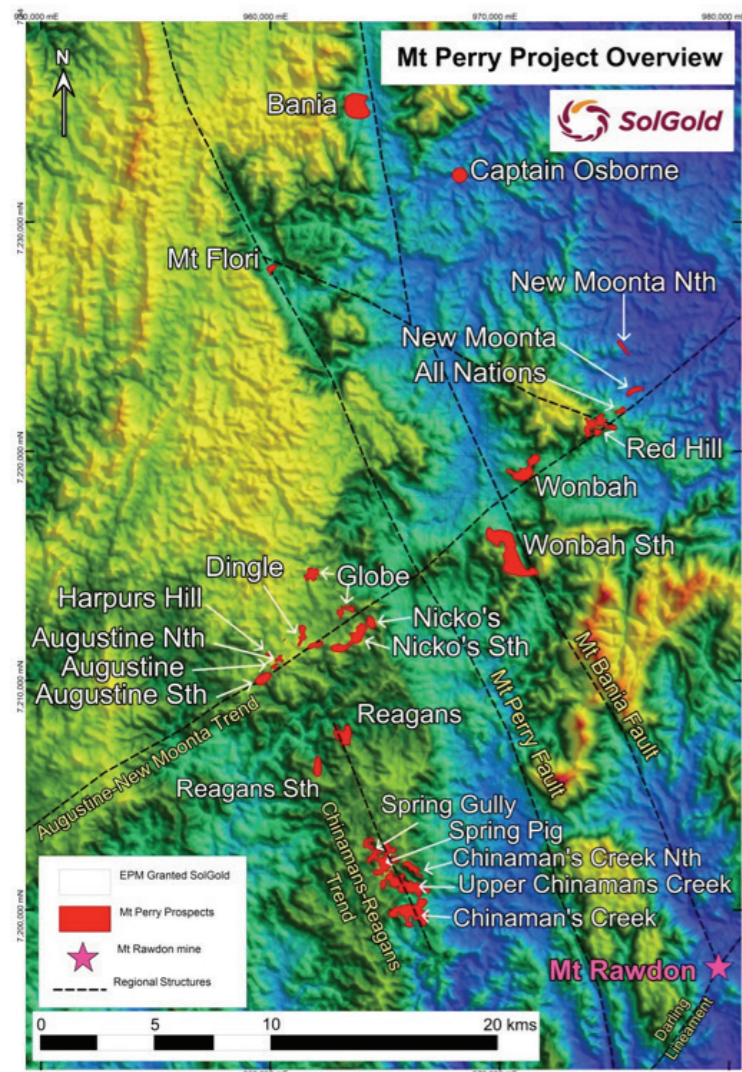 960,000 mE
970,000 mE
980,000 mE
N
Mt Perry Project Overview
SolGold
Bania
Captain Osborne
7,230,000 mN
Mt Flori
New Moonta Nth
New Moonta
All Nations
Red Hill
7,220,000 mN
Wonbah
Wonbah Sth
Dingle
Globe
Harpurs Hill
Nicko's
Augustine Nth
Nicko's Sth
Augustine
Augustine Sth
7,210,000 mN
Mt Bania Fault
Mt Perry Fault
Augustine-New Moonta Trend
Reagans
Reagans Sth
Chinamans-Reagans
Trend
Spring Gully
Spring Pig
Chinaman's Creek Nth
Upper Chinamans Creek
Chinaman's Creek
7,200,000 mN
EPM Granted SolGold
Mt Perry Prospects
Mt Rawdon mine
Regional Structures
Mt Rawdon
Darling
Lineament
0 5 10 20 kms